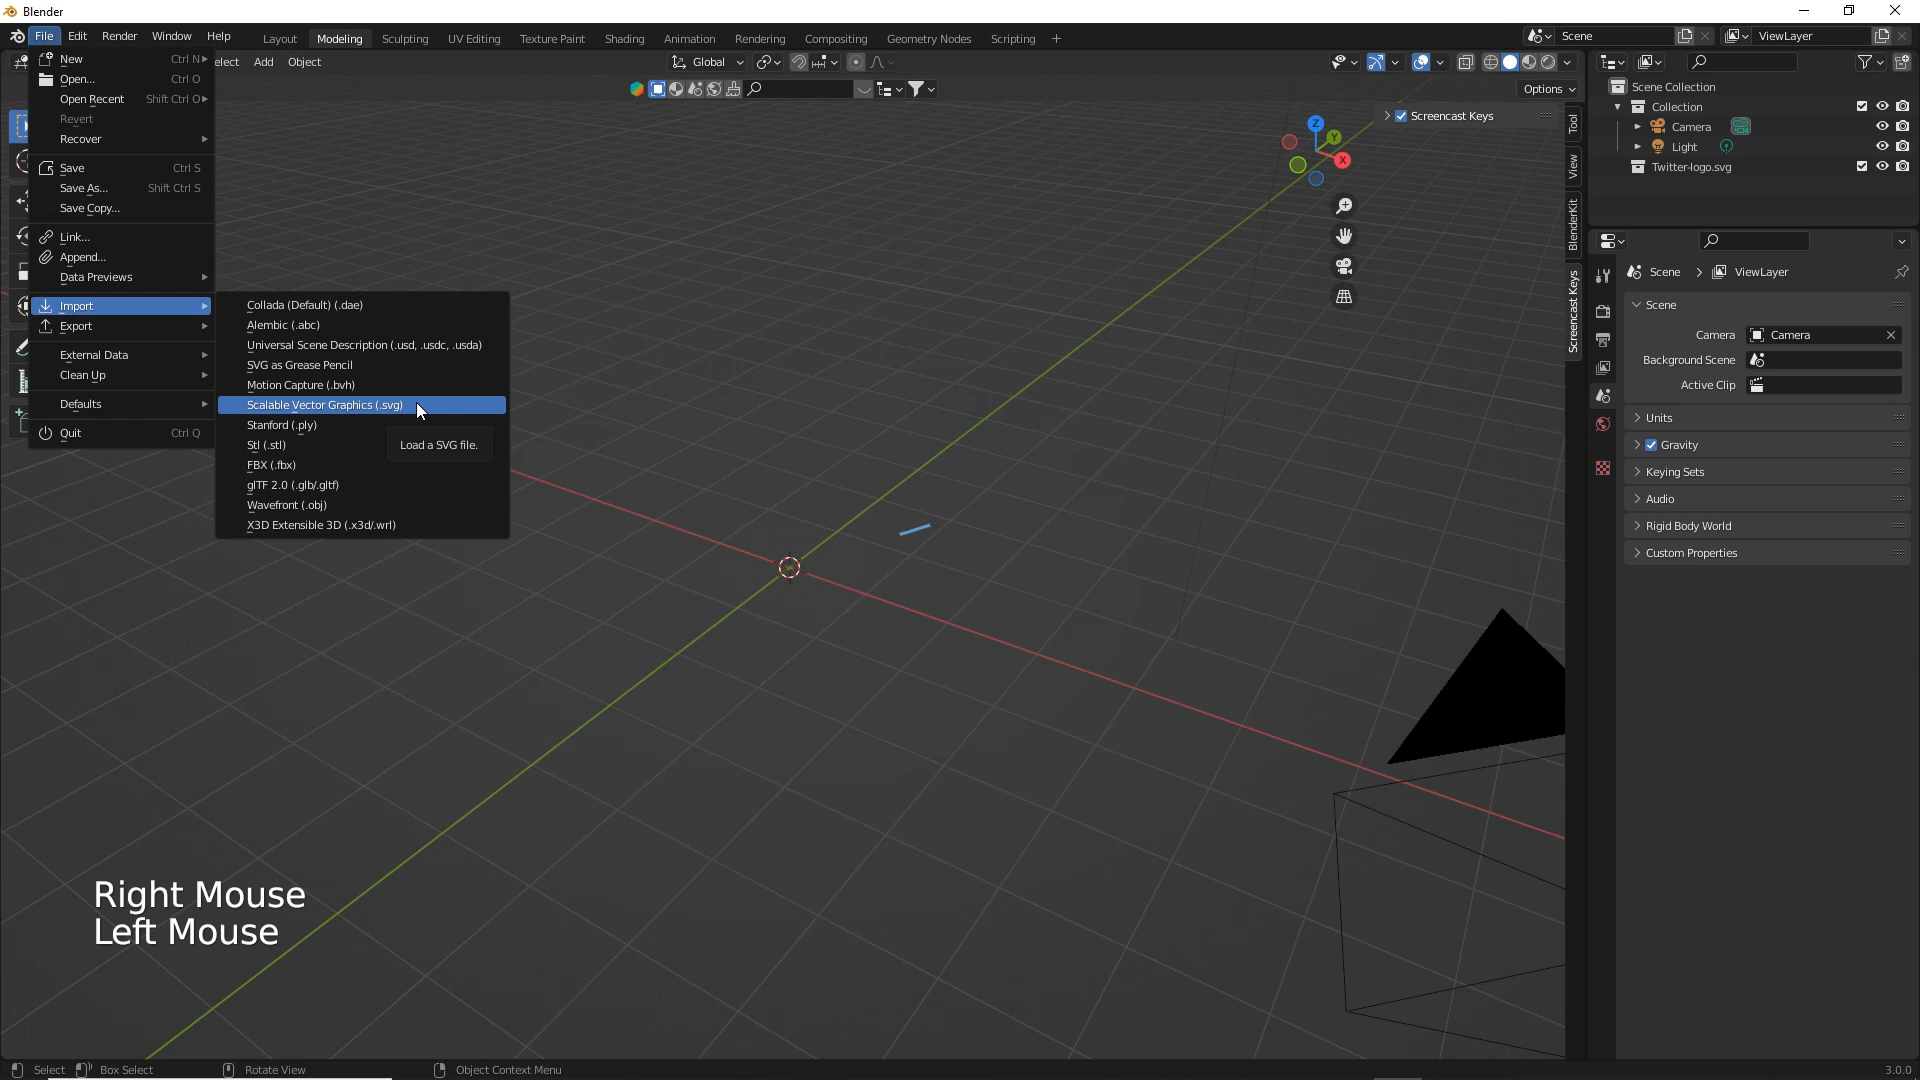 Blender
File Edit Render Window Help Layout Modeling Sculpting UV Editing Texture Paint Shading Animation Rendering Compositing Geometry Nodes Scripting + Scene ViewLayer
elect Add Object Global
Options
New Ctrl N
Open... Ctrl O
Open Recent Shift Ctrl O
Revert
Recover
Save Ctrl S
Save As... Shift Ctrl S
Save Copy...
Link...
Append...
Data Previews
Import
Export
External Data
Clean Up
Defaults
Quit Ctrl Q
Collada (Default) (.dae)
Alembic (.abc)
Universal Scene Description (.usd, .usdc, .usda)
SVG as Grease Pencil
Motion Capture (.bvh)
Scalable Vector Graphics (.svg)
Stanford (.ply)
Stl (.stl)
FBX (.fbx)
glTF 2.0 (.glb/.gltf)
Wavefront (.obj)
X3D Extensible 3D (.x3d/.wrl)
Load a SVG file.
Screencast Keys
Z
Y
X
Tool
View
BlenderKit
Screencast Keys
Scene Collection
Collection
Camera
Light
Twitter-logo.svg
Scene > ViewLayer
Scene
Camera Camera
Background Scene
Active Clip
Units
Gravity
Keying Sets
Audio
Rigid Body World
Custom Properties
Right Mouse
Left Mouse
Select Box Select Rotate View Object Context Menu 3.0.0